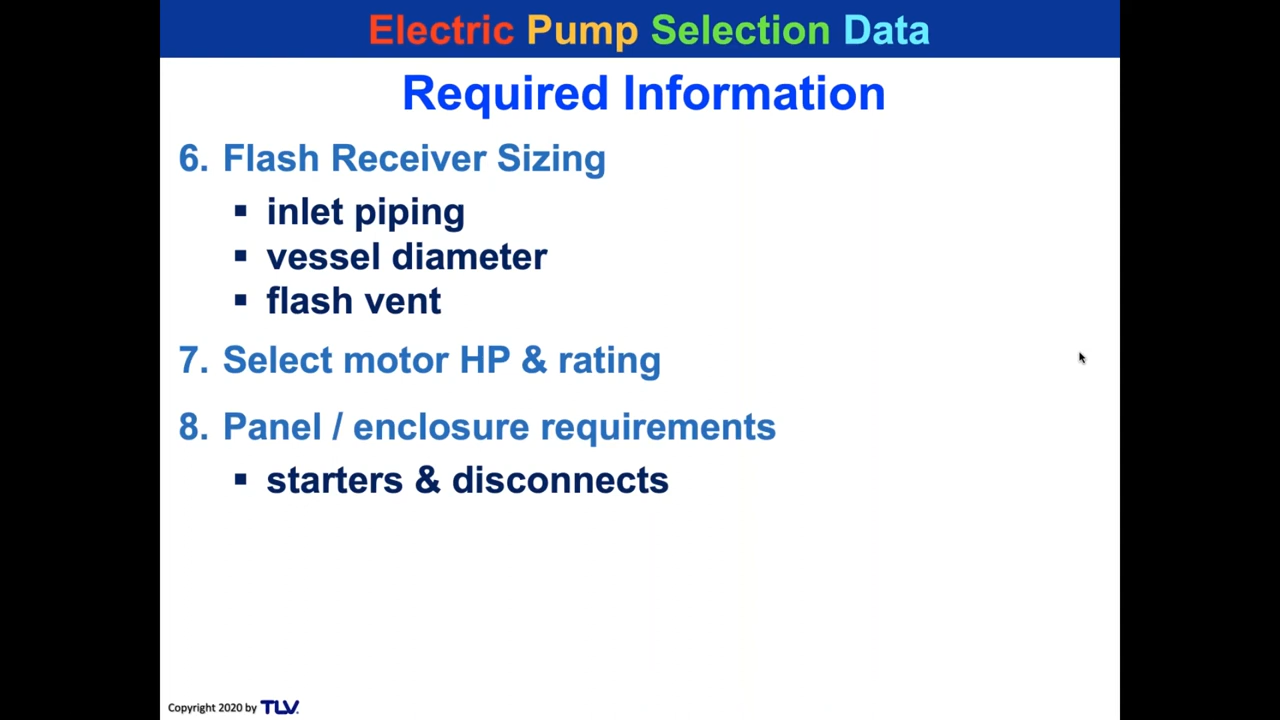 Electric Pump Selection Data
Required Information
6. Flash Receiver Sizing
▪ inlet piping
▪ vessel diameter
▪ flash vent
7. Select motor HP & rating
8. Panel / enclosure requirements
▪ starters & disconnects
Copyright 2020 by TLV.